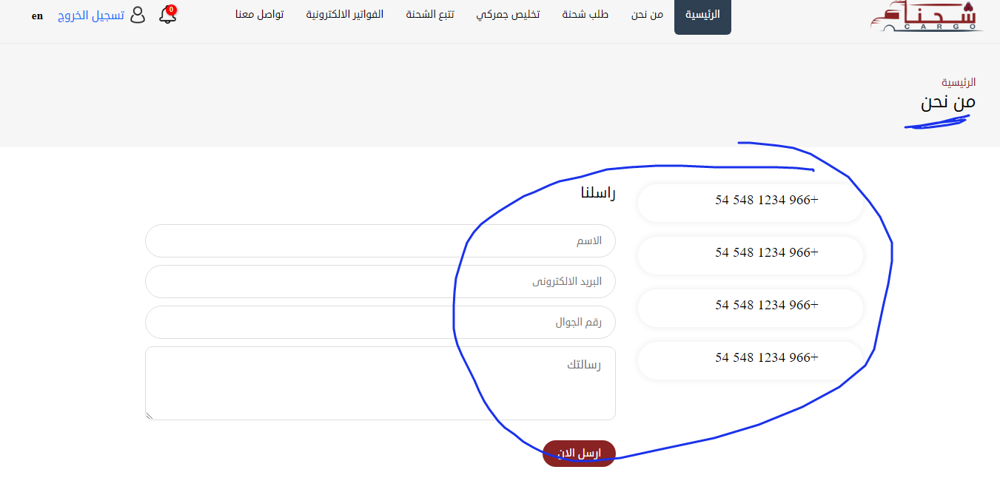 شحنا
CARGO
الرئيسية
من نحن
طلب شحنة
تخليص جمركي
تتبع الشحنة
الفواتير الالكترونية
تواصل معنا
0
تسجيل الخروج
en
الرئيسية
من نحن
54 548 1234 966+
54 548 1234 966+
54 548 1234 966+
54 548 1234 966+
راسلنا
الاسم
البريد الالكترونى
رقم الجوال
رسالتك
ارسل الان